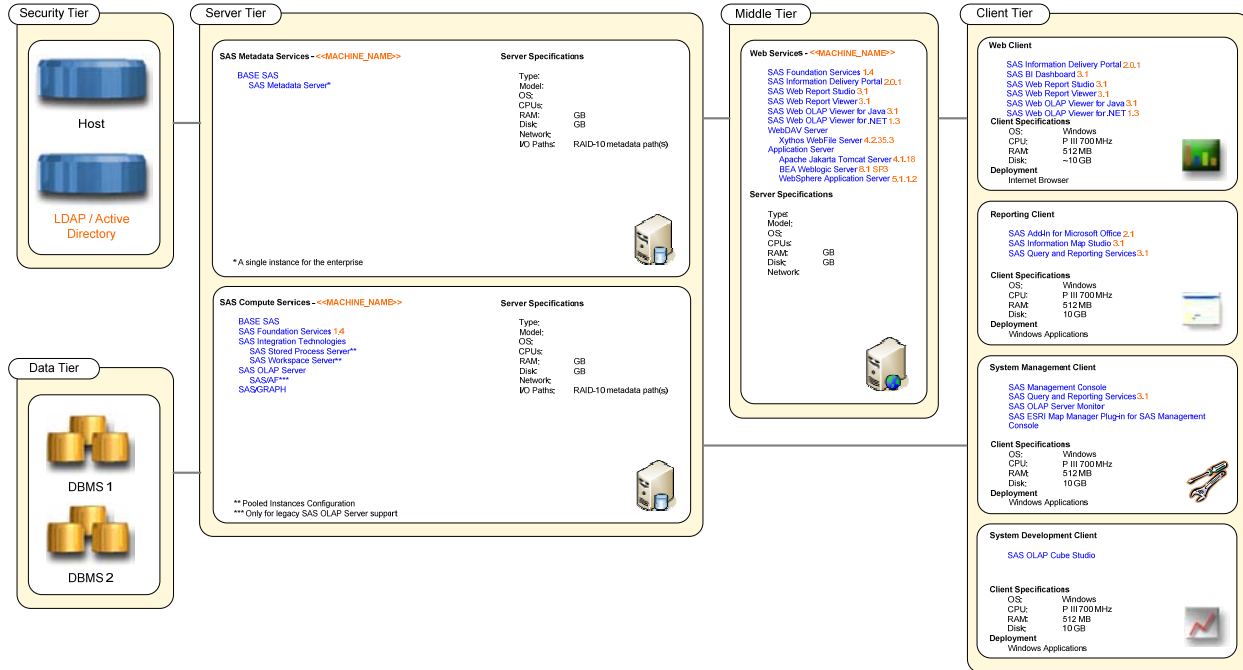 Security Tier
Host
LDAP / Active
Directory
Data Tier
DBMS 1
DBMS 2
Server Tier
SAS Metadata Services - <<MACHINE_NAME>>
BASE SAS
SAS Metadata Server*
* A single instance for the enterprise
Server Specifications
Type:
Model:
OS:
CPUs:
RAM: GB
Disk: GB
Network:
I/O Paths: RAID-10 metadata path(s)
SAS Compute Services - <<MACHINE_NAME>>
BASE SAS
SAS Foundation Services 1.4
SAS Integration Technologies
SAS Stored Process Server**
SAS Workspace Server**
SAS OLAP Server
SAS/AF***
SAS/GRAPH
** Pooled Instances Configuration
*** Only for legacy SAS OLAP Server support
Server Specifications
Type:
Model:
OS:
CPUs:
RAM: GB
Disk: GB
Network:
I/O Paths: RAID-10 metadata path(s)
Middle Tier
Web Services - <<MACHINE_NAME>>
SAS Foundation Services 1.4
SAS Information Delivery Portal 2.0.1
SAS Web Report Studio 3.1
SAS Web Report Viewer 3.1
SAS Web OLAP Viewer for Java 3.1
SAS Web OLAP Viewer for .NET 1.3
WebDAV Server
Xythos WebFile Server 4.2.35.3
Application Server
Apache Jakarta Tomcat Server 4.1.18
BEA Weblogic Server 8.1 SP3
WebSphere Application Server 5.1.1.2
Server Specifications
Type:
Model:
OS:
CPUs:
RAM: GB
Disk: GB
Network:
Client Tier
Web Client
SAS Information Delivery Portal 2.0.1
SAS BI Dashboard 3.1
SAS Web Report Studio 3.1
SAS Web Report Viewer 3.1
SAS Web OLAP Viewer for Java 3.1
SAS Web OLAP Viewer for .NET 1.3
Client Specifications
OS: Windows
CPU: P III 700 MHz
RAM: 512 MB
Disk: ~10 GB
Deployment
Internet Browser
Reporting Client
SAS Add-In for Microsoft Office 2.1
SAS Information Map Studio 3.1
SAS Query and Reporting Services 3.1
Client Specifications
OS: Windows
CPU: P III 700 MHz
RAM: 512 MB
Disk: 10 GB
Deployment
Windows Applications
System Management Client
SAS Management Console
SAS Query and Reporting Services 3.1
SAS OLAP Server Monitor
SAS ESRI Map Manager Plug-in for SAS Management
Console
Client Specifications
OS: Windows
CPU: P III 700 MHz
RAM: 512 MB
Disk: 10 GB
Deployment
Windows Applications
System Development Client
SAS OLAP Cube Studio
Client Specifications
OS: Windows
CPU: P III 700 MHz
RAM: 512 MB
Disk: 10 GB
Deployment
Windows Applications